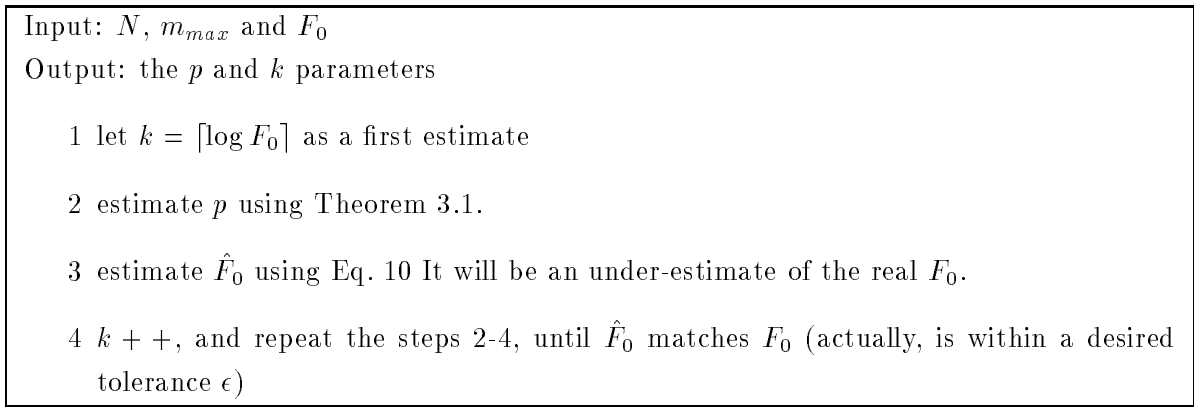 Input: N, m_max and F_0
Output: the p and k parameters
1 let k = ⌈log F_0⌉ as a first estimate
2 estimate p using Theorem 3.1.
3 estimate F̂_0 using Eq. 10 It will be an under-estimate of the real F_0.
4 k + +, and repeat the steps 2-4, until F̂_0 matches F_0 (actually, is within a desired
tolerance ϵ)